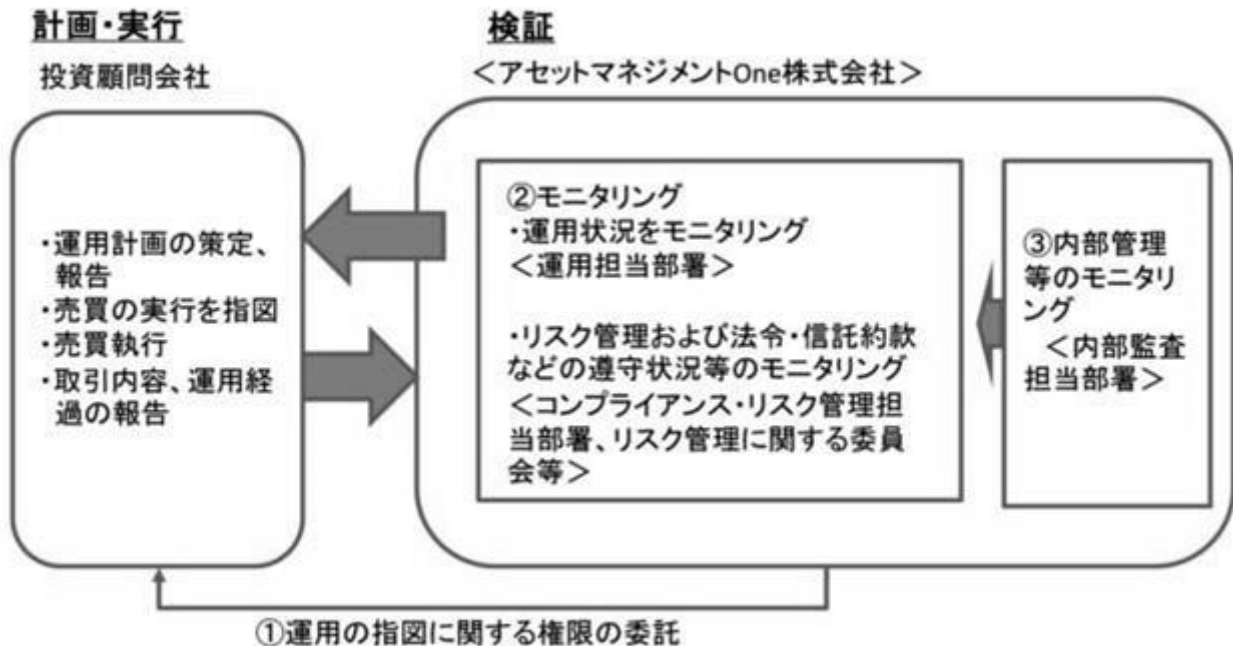 計画・実行
投資顧問会社
・運用計画の策定、
報告
・売買の実行を指図
・売買執行
・取引内容、運用経
過の報告
検証
＜アセットマネジメントOne株式会社＞
②モニタリング
・運用状況をモニタリング
＜運用担当部署＞
・リスク管理および法令・信託約款
などの遵守状況等のモニタリング
＜コンプライアンス・リスク管理担
当部署、リスク管理に関する委員
会等＞
③内部管理
等のモニタリ
ング
＜内部監査
担当部署＞
①運用の指図に関する権限の委託